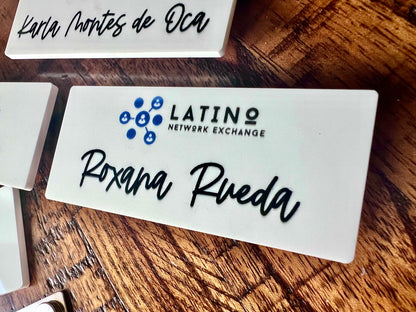 Karla Montes de Oca
LATINO
NETWORK EXCHANGE
Roxana Rueda